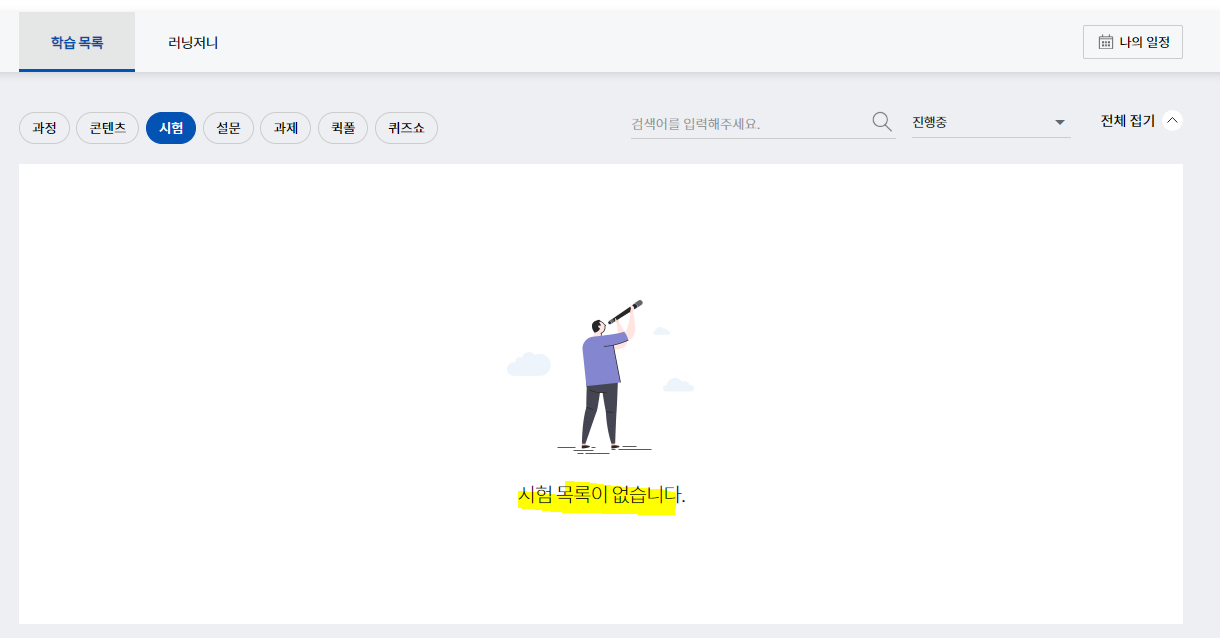 학습 목록
러닝저니
나의 일정
과정
콘텐츠
시험
설문
과제
퀵폴
퀴즈쇼
검색어를 입력해주세요.
진행중
전체 접기
시험 목록이 없습니다.